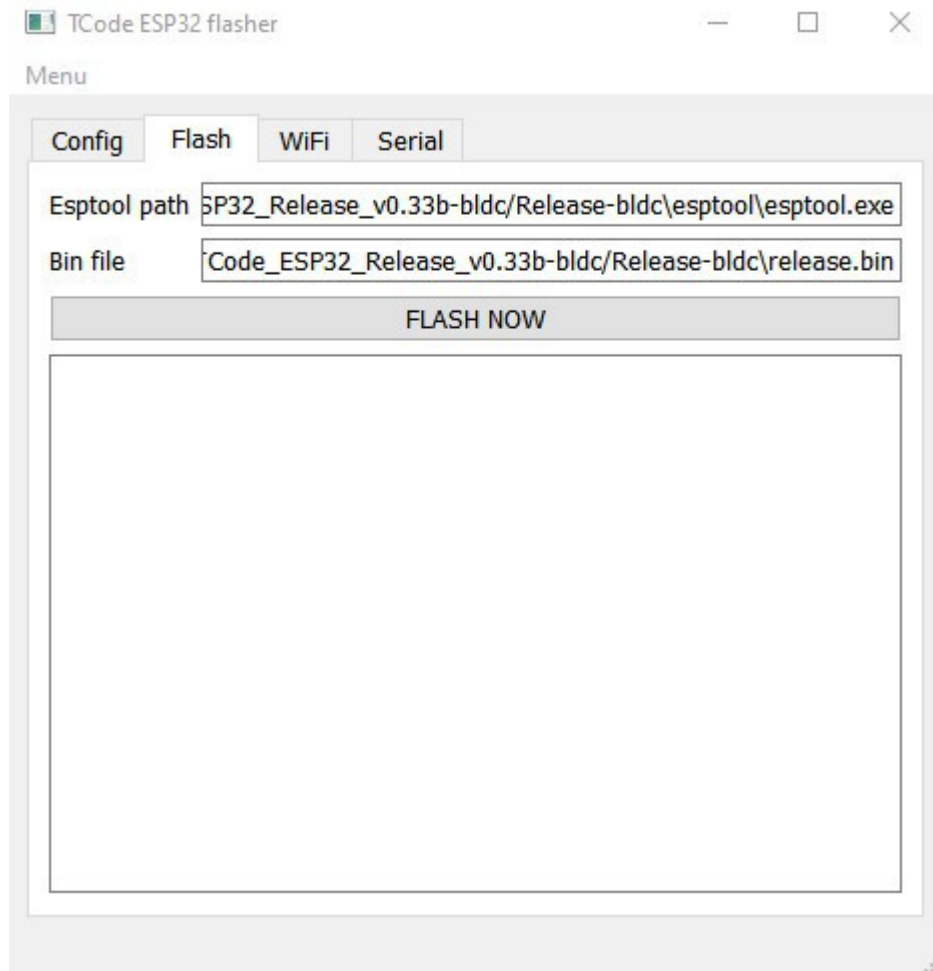 TCode ESP32 flasher
Menu
Config Flash WiFi Serial
Esptool path SP32_Release_v0.33b-bldc/Release-bldc\esptool\esptool.exe
Bin file TCode_ESP32_Release_v0.33b-bldc/Release-bldc\release.bin
FLASH NOW